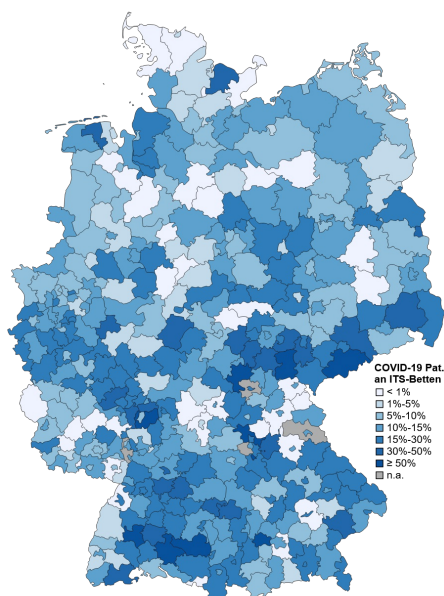 COVID-19 Pat.
an ITS-Betten
< 1%
1%-5%
5%-10%
10%-15%
15%-30%
30%-50%
≥ 50%
n.a.